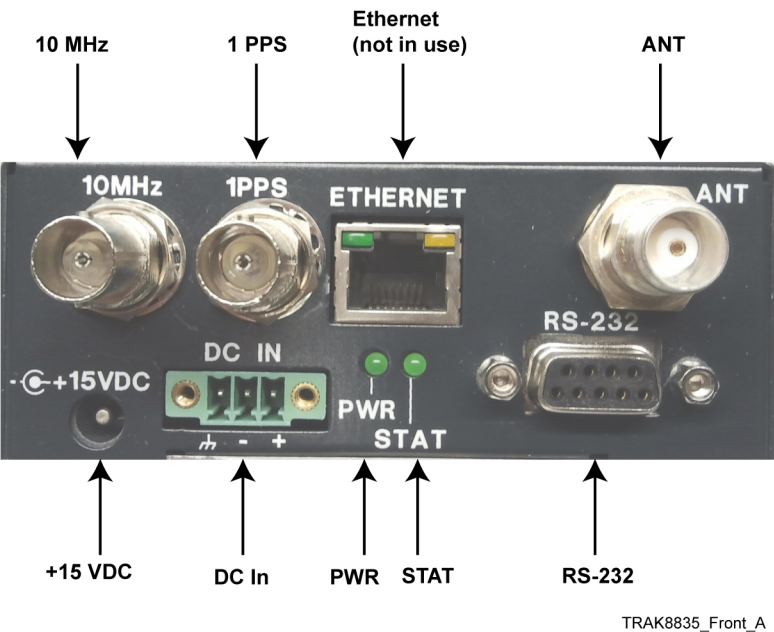 Ethernet
(not in use)
10 MHz
1 PPS
ANT
10MHz
1PPS
ETHERNET
ANT
RS-232
DC IN
+15VDC
PWR
STAT
- +
+15 VDC
DC In
PWR
STAT
RS-232
TRAK8835_Front_A